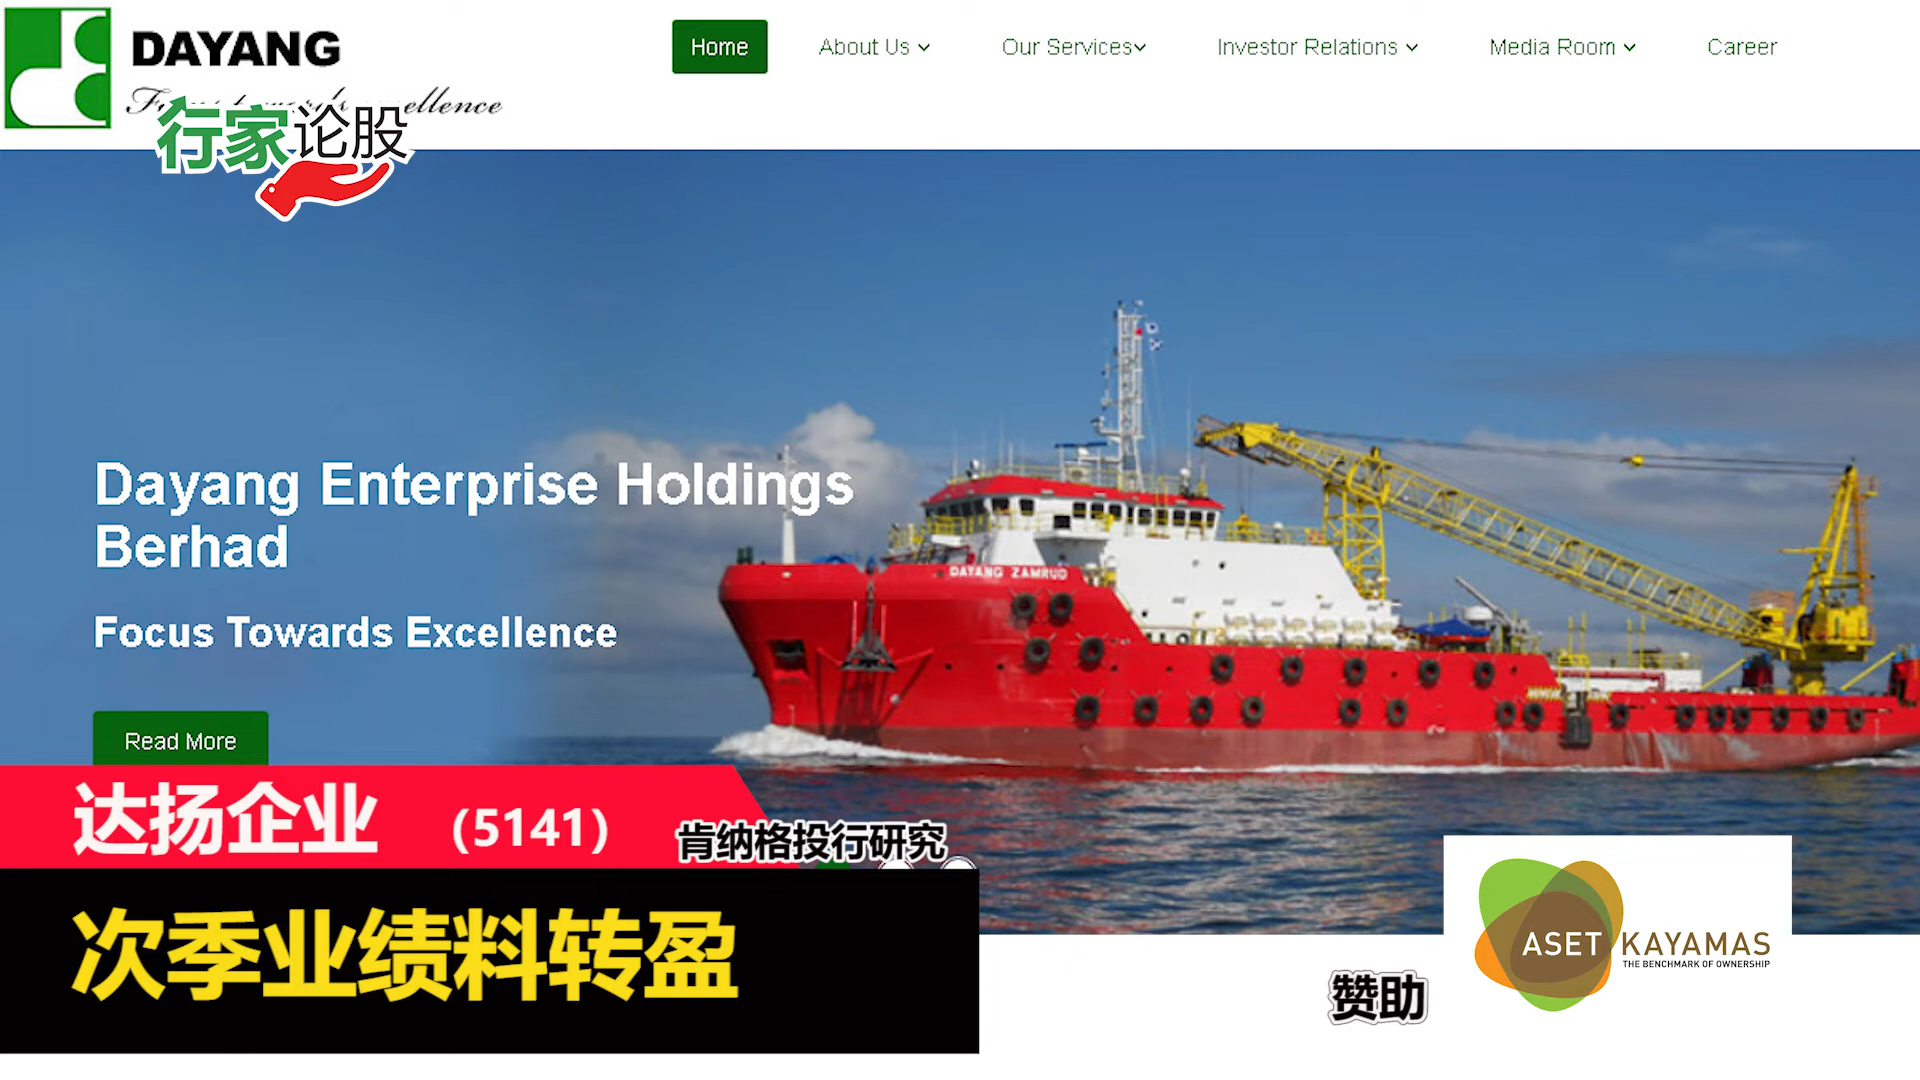 DAYANG
Home
About Us
Our Services
Investor Relations
Media Room
Career
行家论股
Dayang Enterprise Holdings
Berhad
DAYANG ZAMRUD
Focus Towards Excellence
Read More
达扬企业 (5141)
肯纳格投行研究
次季业绩料转盈
赞助
ASET KAYAMAS
THE BENCHMARK OF OWNERSHIP